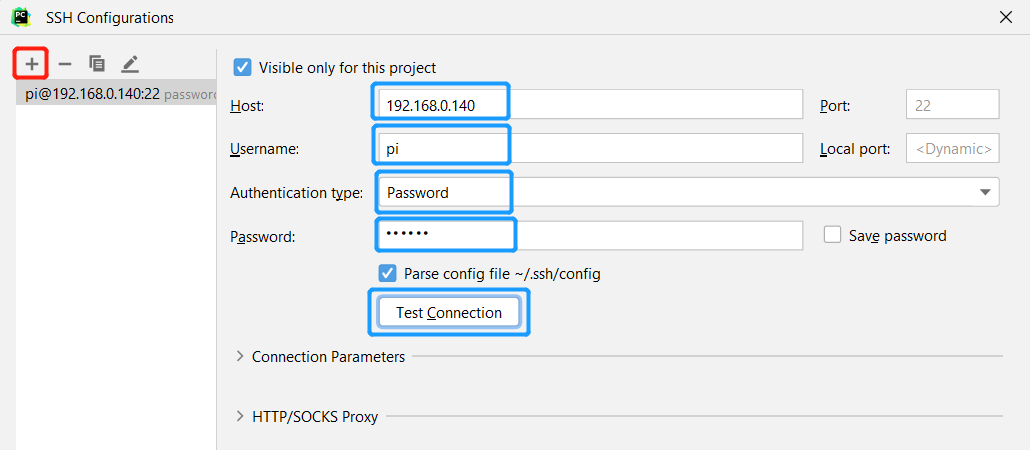 PC
SSH Configurations
pi@192.168.0.140:22 password
Visible only for this project
Host: 192.168.0.140 Port: 22
Username: pi Local port: <Dynamic>
Authentication type: Password
Password: •••••• Save password
Parse config file ~/.ssh/config
Test Connection
Connection Parameters
HTTP/SOCKS Proxy